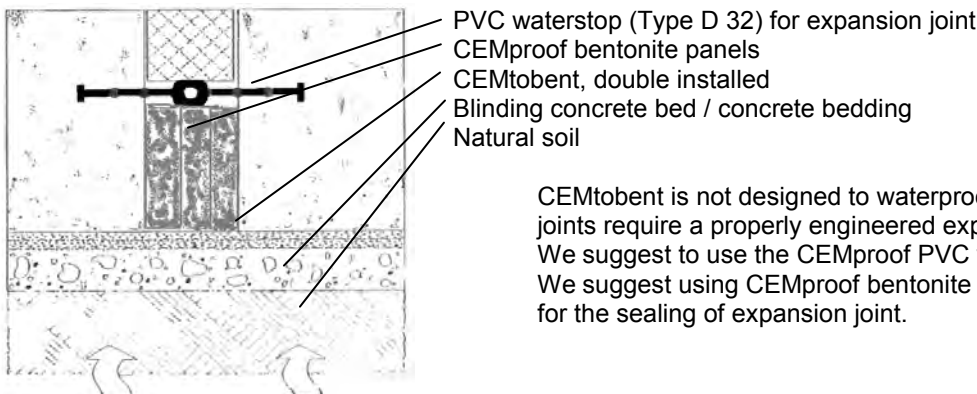 PVC waterstop (Type D 32) for expansion joint
CEMproof bentonite panels
CEMtobent, double installed
Blinding concrete bed / concrete bedding
Natural soil
CEMtobent is not designed to waterproo
joints require a properly engineered exp
We suggest to use the CEMproof PVC
We suggest using CEMproof bentonite
for the sealing of expansion joint.